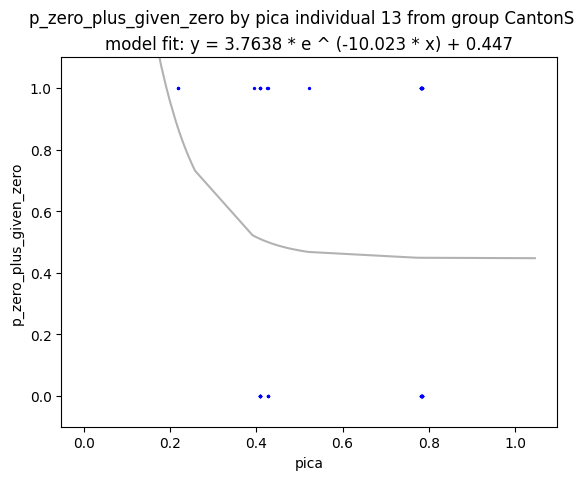 p_zero_plus_given_zero by pica individual 13 from group CantonS
model fit: y = 3.7638 * e ^ (-10.023 * x) + 0.447
p_zero_plus_given_zero
1.0
0.8
0.6
0.4
0.2
0.0
0.0 0.2 0.4 0.6 0.8 1.0
pica